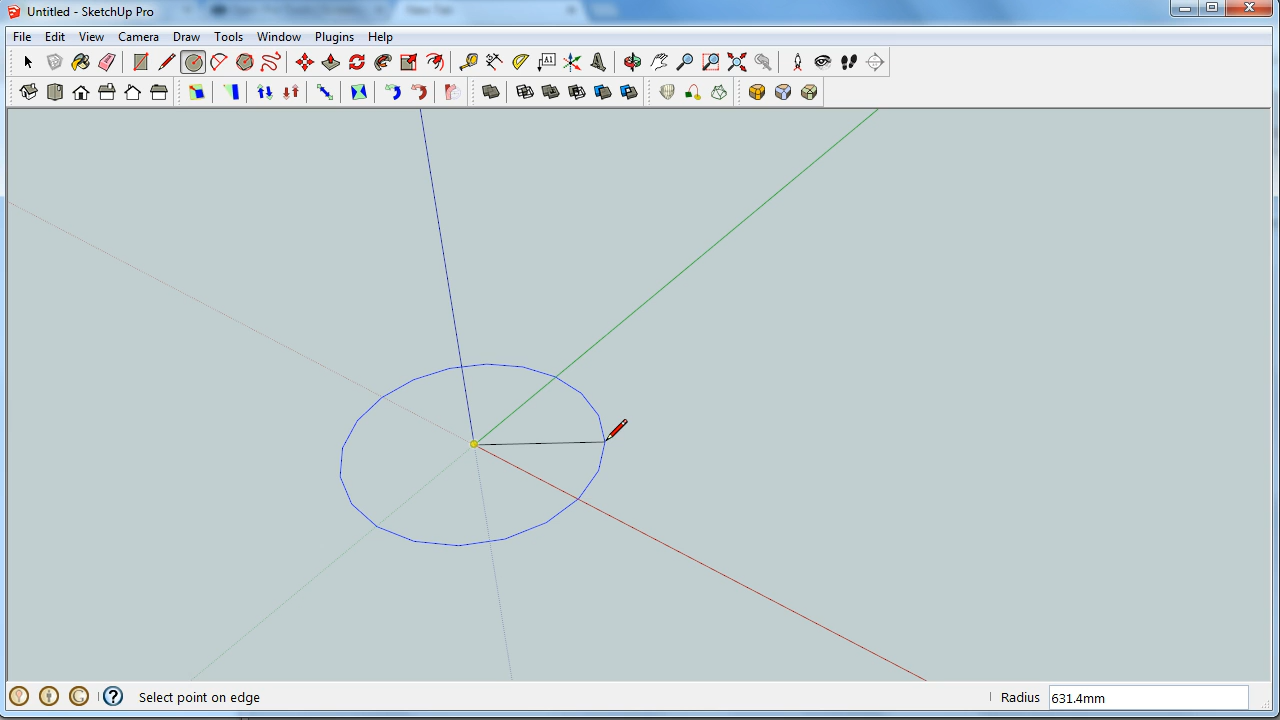 Untitled - SketchUp Pro
File Edit View Camera Draw Tools Window Plugins Help
A1
Select point on edge
Radius 631.4mm